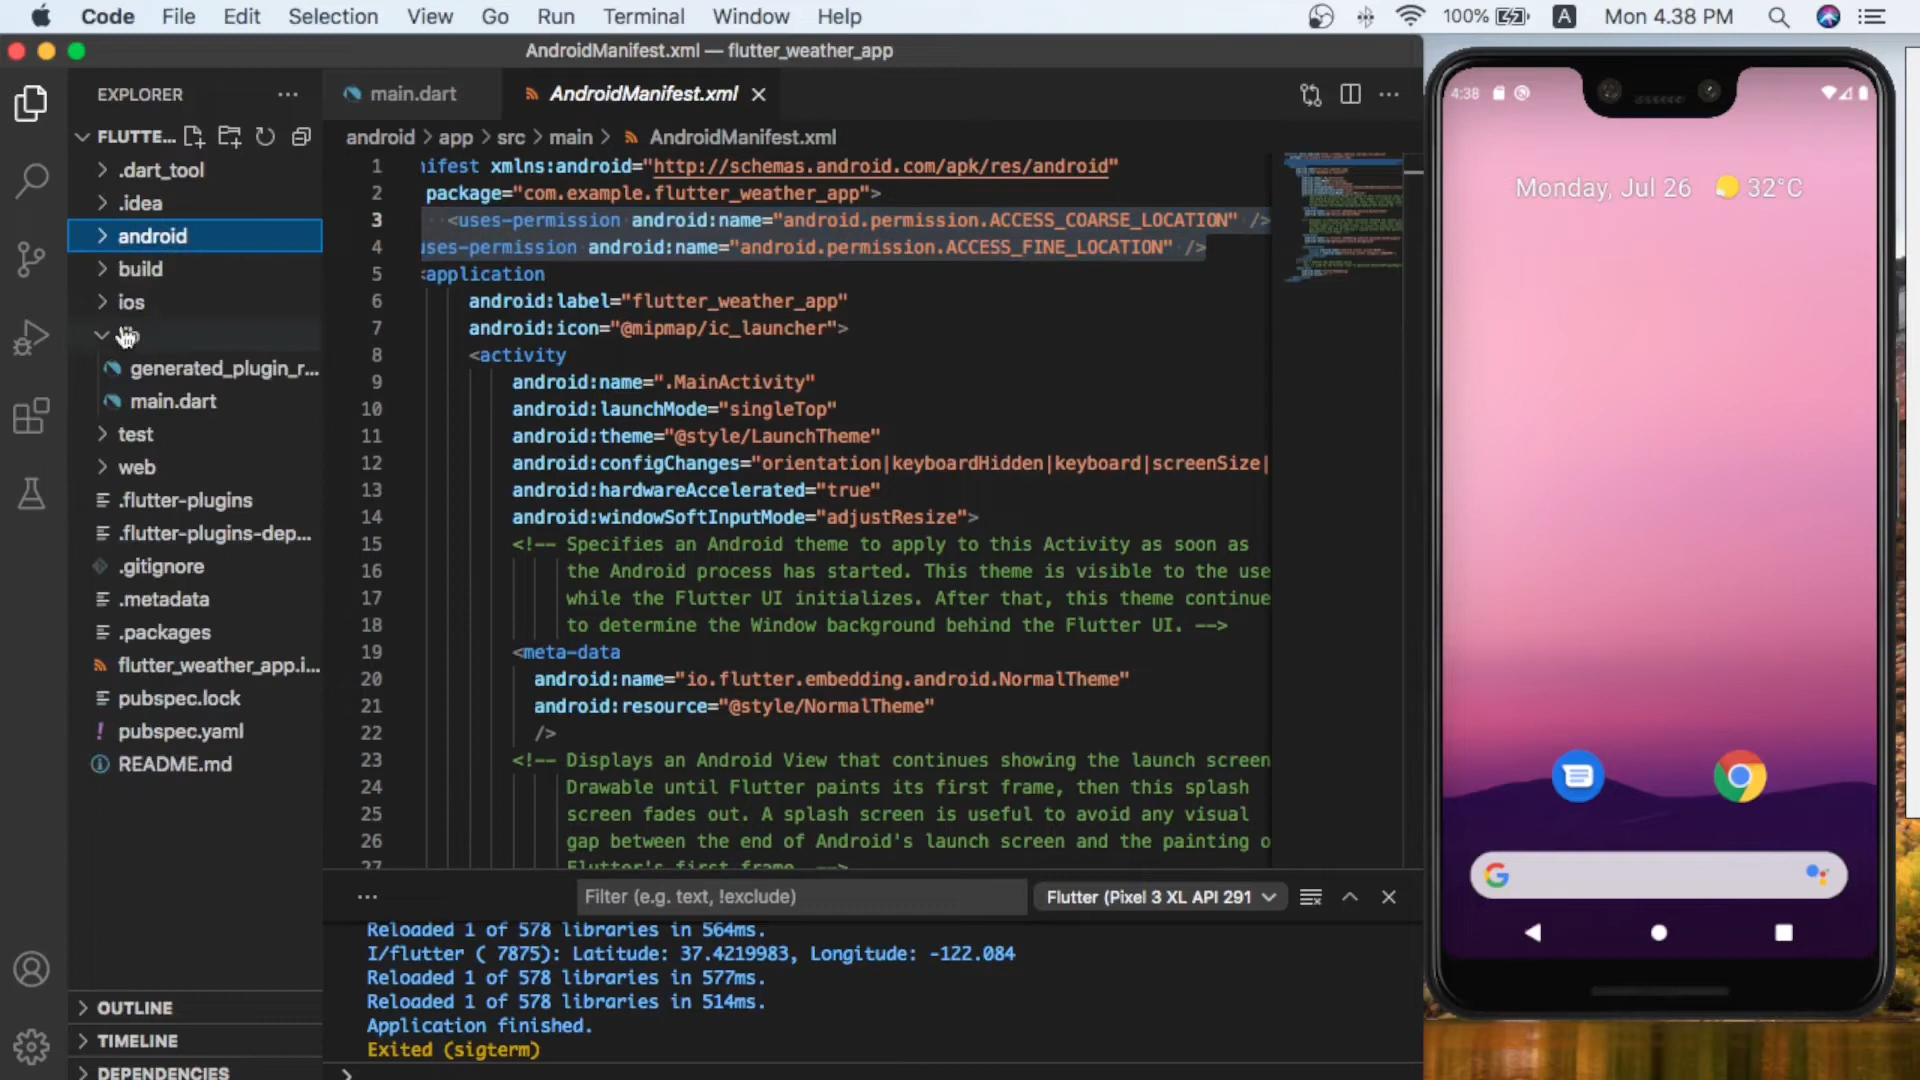 Code File Edit Selection View Go Run Terminal Window Help 100% A Mon 4.38 PM
AndroidManifest.xml — flutter_weather_app
EXPLORER
main.dart
AndroidManifest.xml
FLUTTE...
android > app > src > main > AndroidManifest.xml
.dart_tool
.idea
android
build
ios
generated_plugin_r...
main.dart
test
web
.flutter-plugins
.flutter-plugins-dep...
.gitignore
.metadata
.packages
flutter_weather_app.i...
pubspec.lock
pubspec.yaml
README.md
OUTLINE
TIMELINE
DEPENDENCIES
1 nifest xmlns:android="http://schemas.android.com/apk/res/android"
2 package="com.example.flutter_weather_app">
3 <uses-permission android:name="android.permission.ACCESS_COARSE_LOCATION" />
4 uses-permission android:name="android.permission.ACCESS_FINE_LOCATION" />
5 <application
6 android:label="flutter_weather_app"
7 android:icon="@mipmap/ic_launcher">
8 <activity
9 android:name=".MainActivity"
10 android:launchMode="singleTop"
11 android:theme="@style/LaunchTheme"
12 android:configChanges="orientation|keyboardHidden|keyboard|screenSize|
13 android:hardwareAccelerated="true"
14 android:windowSoftInputMode="adjustResize">
15 <!-- Specifies an Android theme to apply to this Activity as soon as
16 the Android process has started. This theme is visible to the use
17 while the Flutter UI initializes. After that, this theme continue
18 to determine the Window background behind the Flutter UI. -->
19 <meta-data
20 android:name="io.flutter.embedding.android.NormalTheme"
21 android:resource="@style/NormalTheme"
22 />
23 <!-- Displays an Android View that continues showing the launch screen
24 Drawable until Flutter paints its first frame, then this splash
25 screen fades out. A splash screen is useful to avoid any visual
26 gap between the end of Android's launch screen and the painting o
27 Flutter's first frame. -->
Filter (e.g. text, !exclude)
Flutter (Pixel 3 XL API 291
Reloaded 1 of 578 libraries in 564ms.
I/flutter ( 7875): Latitude: 37.4219983, Longitude: -122.084
Reloaded 1 of 578 libraries in 577ms.
Reloaded 1 of 578 libraries in 514ms.
Application finished.
Exited (sigterm)
4:38
Monday, Jul 26 32°C